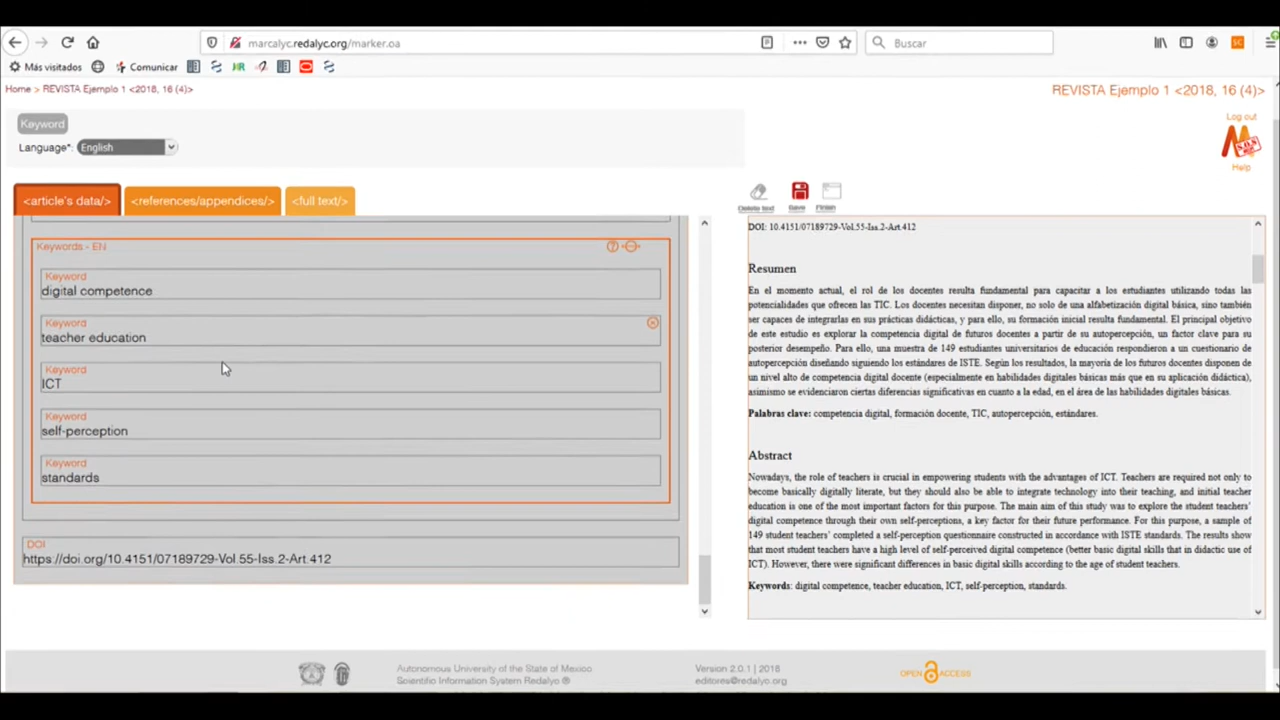 marcalyc.redalyc.org/marker.oa
Buscar
Más visitados
Comunicar
Home > REVISTA Ejemplo 1 <2018, 16 (4)>
REVISTA Ejemplo 1 <2018, 16 (4)>
Keyword
Language*: English
Log out
Help
<article's data/>
<references/appendices/>
<full text/>
Delete text
Save
Finish
Keywords - EN
Keyword
digital competence
Keyword
teacher education
Keyword
ICT
Keyword
self-perception
Keyword
standards
DOI
https://doi.org/10.4151/07189729-Vol.55-Iss.2-Art.412
DOI: 10.4151/07189729-Vol.55-Iss.2-Art.412
Resumen
En el momento actual, el rol de los docentes resulta fundamental para capacitar a los estudiantes utilizando todas las
potencialidades que ofrecen las TIC. Los docentes necesitan disponer, no solo de una alfabetización digital básica, sino también
ser capaces de integrarlas en sus prácticas didácticas, y para ello, su formación inicial resulta fundamental. El principal objetivo
de este estudio es explorar la competencia digital de futuros docentes a partir de su autopercepción, un factor clave para su
posterior desempeño. Para ello, una muestra de 149 estudiantes universitarios de educación respondieron a un cuestionario de
autopercepción diseñando siguiendo los estándares de ISTE. Según los resultados, la mayoría de los futuros docentes disponen de
un nivel alto de competencia digital docente (especialmente en habilidades digitales básicas más que en su aplicación didáctica),
asimismo se evidenciaron ciertas diferencias significativas en cuanto a la edad, en el área de las habilidades digitales básicas.
Palabras clave: competencia digital, formación docente, TIC, autopercepción, estándares.
Abstract
Nowadays, the role of teachers is crucial in empowering students with the advantages of ICT. Teachers are required not only to
become basically digitally literate, but they should also be able to integrate technology into their teaching, and initial teacher
education is one of the most important factors for this purpose. The main aim of this study was to explore the student teachers'
digital competence through their own self-perceptions, a key factor for their future performance. For this purpose, a sample of
149 student teachers' completed a self-perception questionnaire constructed in accordance with ISTE standards. The results show
that most student teachers have a high level of self-perceived digital competence (better basic digital skills that in didactic use of
ICT). However, there were significant differences in basic digital skills according to the age of student teachers.
Keywords: digital competence, teacher education, ICT, self-perception, standards.
Autonomous University of the State of Mexico
Scientific Information System Redalyc ®
Version 2.0.1 | 2018
editores@redalyc.org
OPEN ACCESS